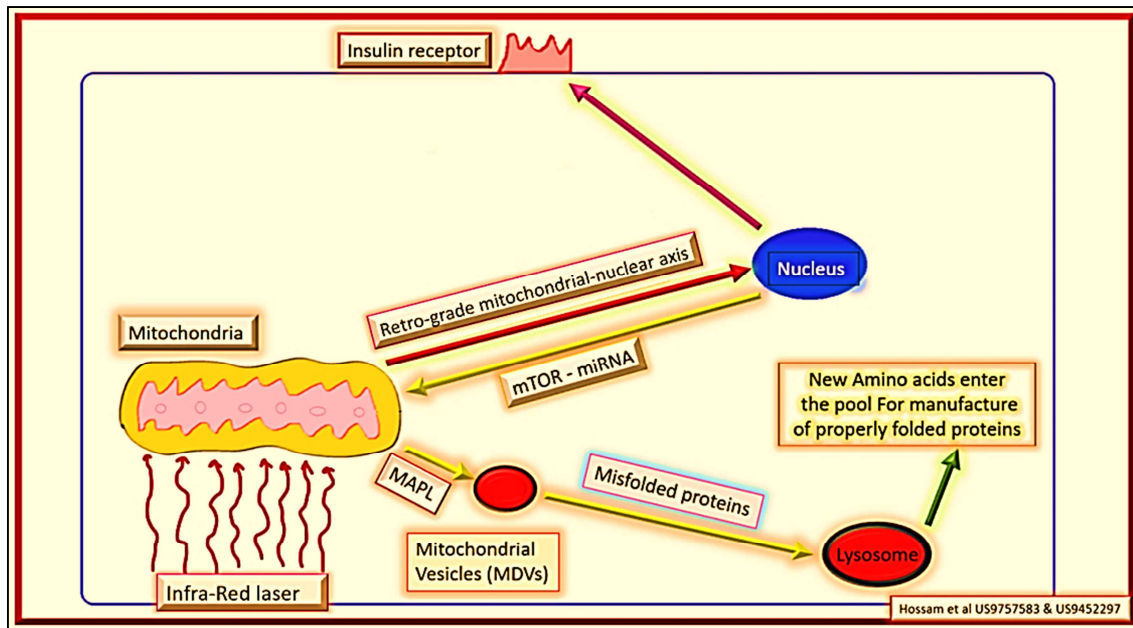 Insulin receptor
Nucleus
Retro-grade mitochondrial-nuclear axis
mTOR - miRNA
Mitochondria
New Amino acids enter
the pool For manufacture
of properly folded proteins
MAPL
Misfolded proteins
Mitochondrial
Vesicles (MDVs)
Lysosome
Infra-Red laser
Hossam et al US9757583 & US9452297